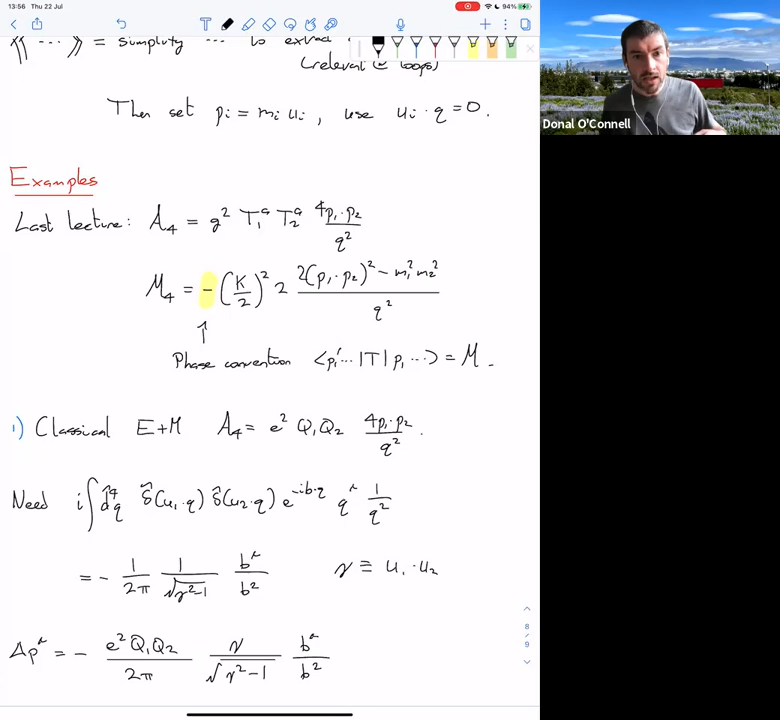 13:56 Thu 22 Jul
94%
⟨⟨ ... ⟩⟩ = simplify ... to extract
(relevant @ loops)
Then set pᵢ = mᵢ uᵢ , use uᵢ · q = 0 .
Donal O'Connell
Examples
Last lecture: A₄ = g² T₁ᵃ T₂ᵃ 4p₁·p₂ / q²
M₄ = - (K/2)² 2 2(p₁·p₂)² - m₁² m₂² / q²
↑
Phase convention <p₁'... |T| p₁ ...> = M .
1) Classical E+M A₄ = e² Q₁Q₂ 4p₁·p₂ / q² .
Need i∫d̂⁴q δ̂(u₁·q) δ̂(u₂·q) e^{-ib·q} q^μ 1/q²
= - 1/2π 1/√(γ²-1) b^μ/b² γ ≡ u₁·u₂
Δp^μ = - e² Q₁Q₂ / 2π γ/√(γ²-1) b^μ/b²
8
/
9